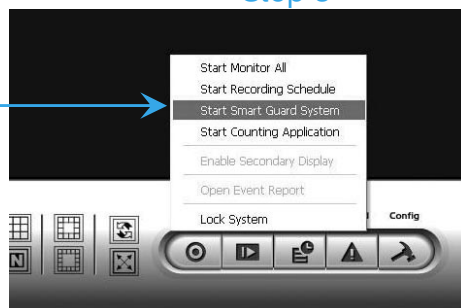 Start Monitor All
Start Recording Schedule
Start Smart Guard System
Start Counting Application
Enable Secondary Display
Open Event Report
Lock System
Config
N